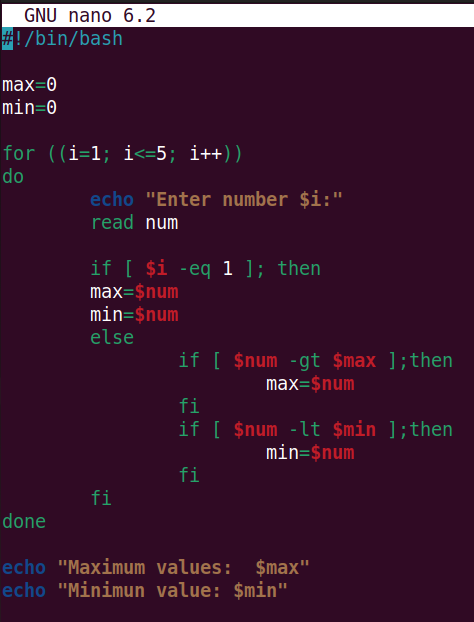 GNU nano 6.2
#!/bin/bash
max=0
min=0
for ((i=1; i<=5; i++))
do
echo "Enter number $i:"
read num
if [ $i -eq 1 ]; then
max=$num
min=$num
else
if [ $num -gt $max ];then
max=$num
fi
if [ $num -lt $min ];then
min=$num
fi
fi
done
echo "Maximum values:  $max"
echo "Minimun value: $min"